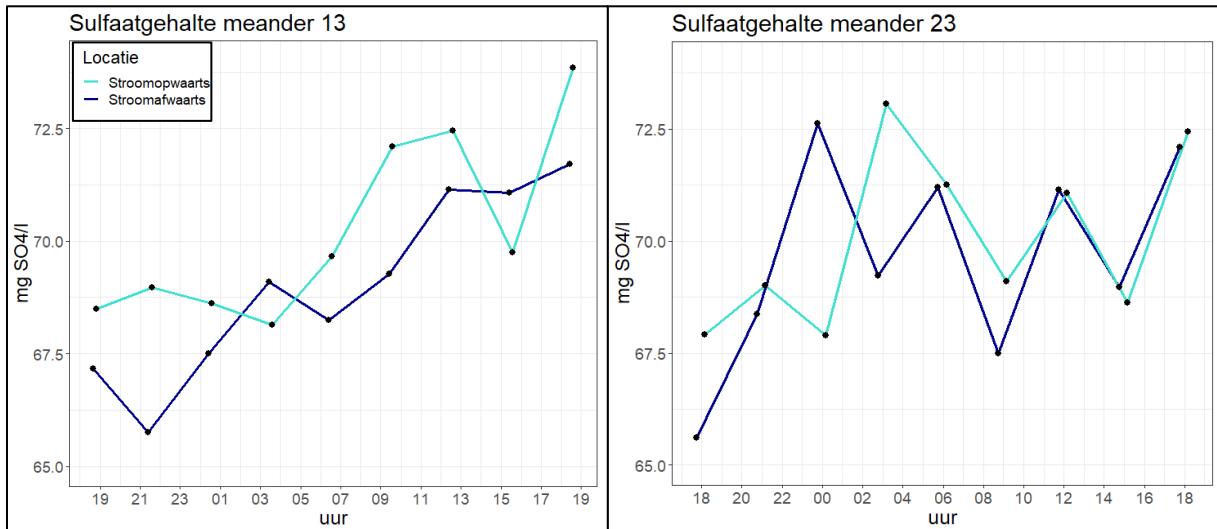 Sulfaatgehalte meander 13
Locatie
Stroomopwaarts
Stroomafwaarts
mg SO4/l
72.5
70.0
67.5
65.0
19 21 23 01 03 05 07 09 11 13 15 17 19
uur
Sulfaatgehalte meander 23
mg SO4/l
72.5
70.0
67.5
65.0
18 20 22 00 02 04 06 08 10 12 14 16 18
uur